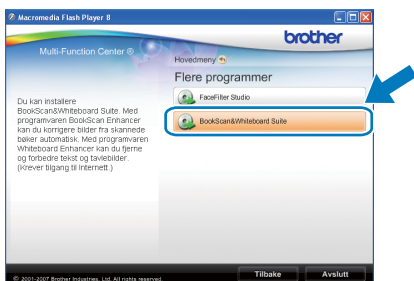 Macromedia Flash Player 8
brother
Multi-Function Center ®
Hovedmeny
Flere programmer
FaceFilter Studio
BookScan&Whiteboard Suite
Du kan installere
BookScan&Whiteboard Suite. Med
programvaren BookScan Enhancer
kan du korrigere bilder fra skannede
bøker automatisk. Med programvaren
Whiteboard Enhancer kan du fjerne
og forbedre tekst og tavlebilder.
(Krever tilgang til Internett.)
© 2001-2007 Brother Industries, Ltd. All rights reserved.
Tilbake
Avslutt